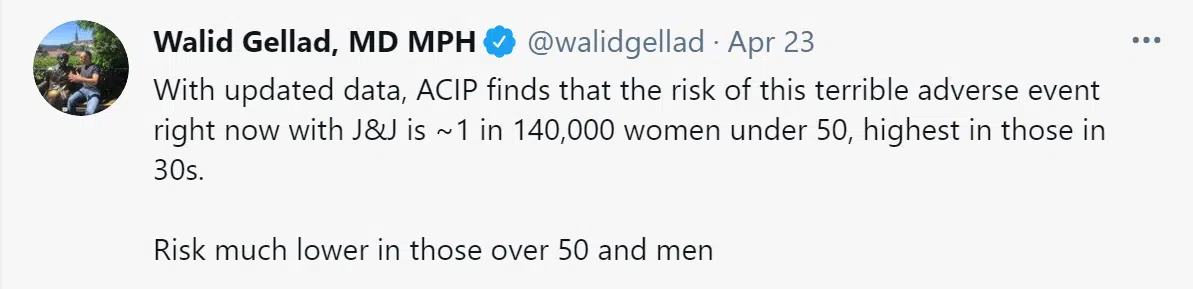 Walid Gellad, MD MPH @walidgellad · Apr 23
With updated data, ACIP finds that the risk of this terrible adverse event
right now with J&J is ~1 in 140,000 women under 50, highest in those in
30s.
Risk much lower in those over 50 and men